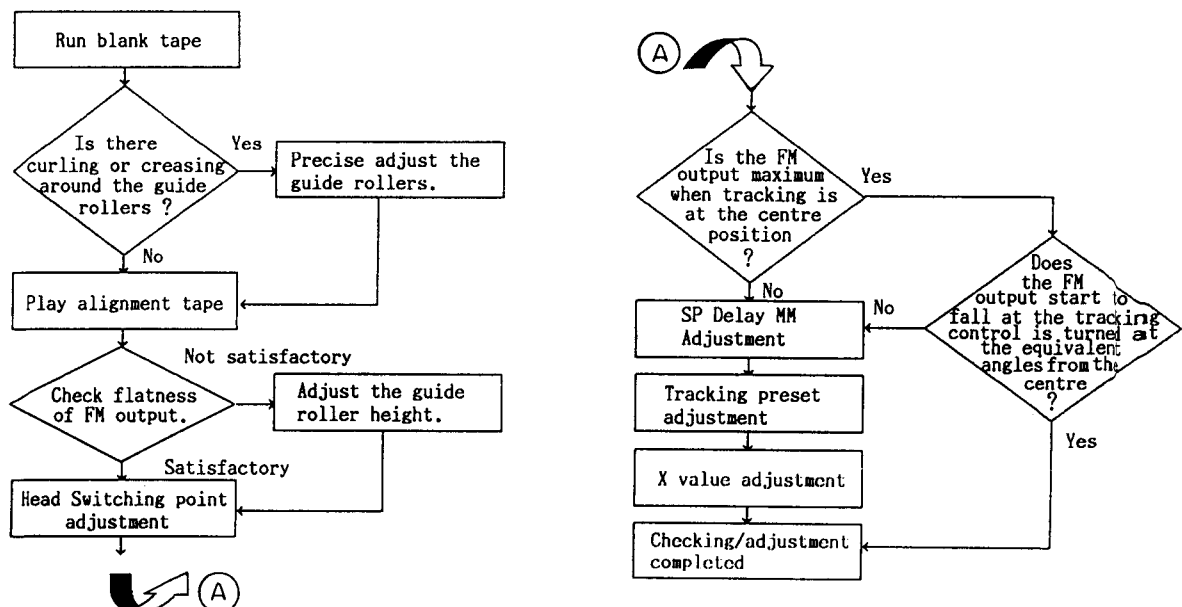 Run blank tape
Is there
curling or creasing
around the guide
rollers ?
Yes
Precise adjust the
guide rollers.
No
Play alignment tape
Not satisfactory
Check flatness
of FM output.
Adjust the guide
roller height.
Satisfactory
Head Switching point
adjustment
A
A
Is the FM
output maximum
when tracking is
at the centre
position
?
Yes
No
Does
the FM
output start to
fall at the tracking
control is turned at
the equivalent
angles from the
centre
?
No
SP Delay MM
Adjustment
Tracking preset
adjustment
Yes
X value adjustment
Checking/adjustment
completed